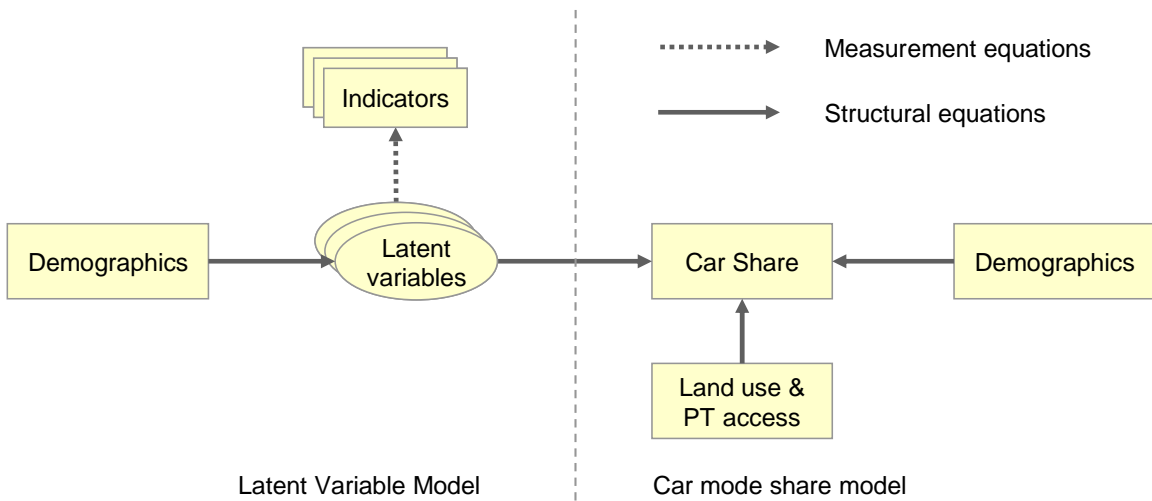 Measurement equations
Indicators
Structural equations
Demographics
Latent
variables
Car Share
Demographics
Land use &
PT access
Latent Variable Model
Car mode share model